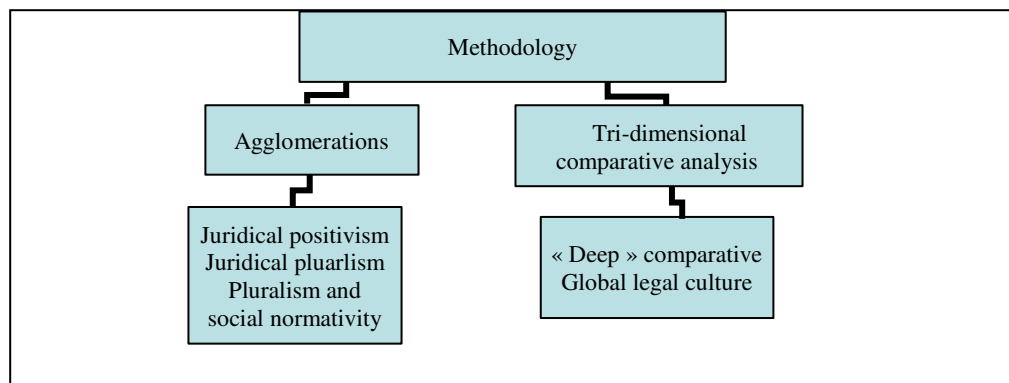 Methodology
Agglomerations
Tri-dimensional
comparative analysis
Juridical positivism
Juridical pluarlism
Pluralism and
social normativity
« Deep » comparative
Global legal culture